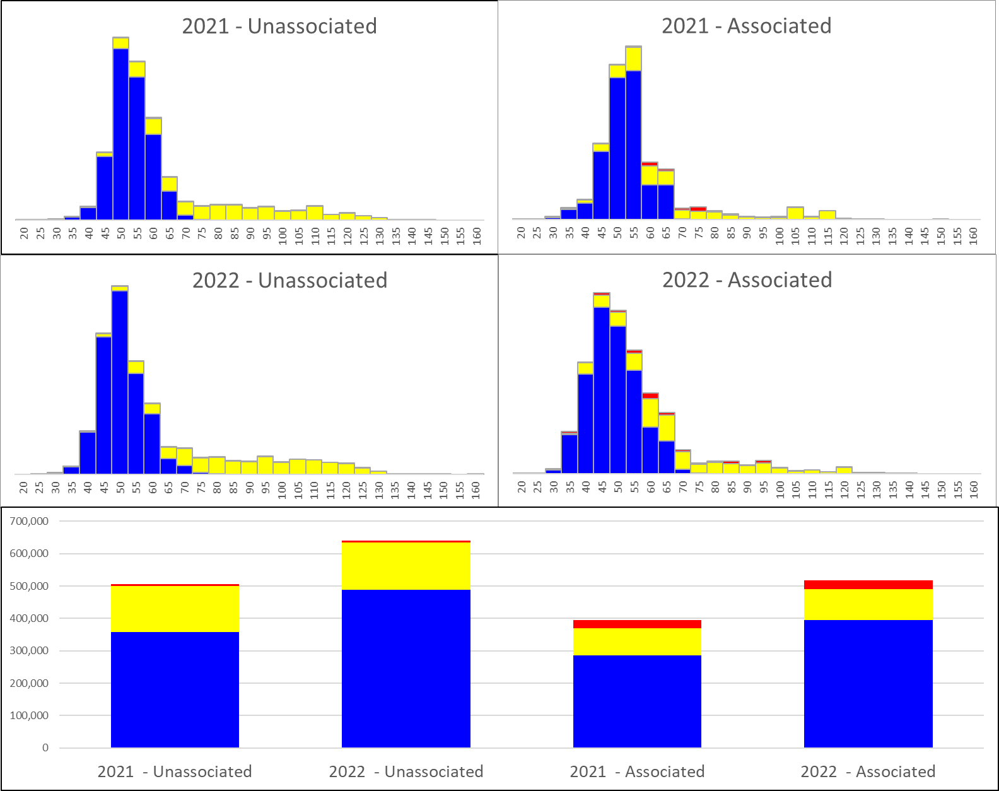 2021 - Unassociated
20 25 30 35 40 45 50 55 60 65 70 75 80 85 90 95 100 105 110 115 120 125 130 135 140 145 150 155 160
2021 - Associated
20 25 30 35 40 45 50 55 60 65 70 75 80 85 90 95 100 105 110 115 120 125 130 135 140 145 150 155 160
2022 - Unassociated
20 25 30 35 40 45 50 55 60 65 70 75 80 85 90 95 100 105 110 115 120 125 130 135 140 145 150 155 160
2022 - Associated
20 25 30 35 40 45 50 55 60 65 70 75 80 85 90 95 100 105 110 115 120 125 130 135 140 145 150 155 160
700,000
600,000
500,000
400,000
300,000
200,000
100,000
0
2021 - Unassociated 2022 - Unassociated 2021 - Associated 2022 - Associated